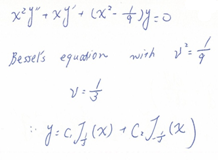 x²y'' + xy' + (x² - 1/9)y = 0
Bessel's equation with ν² = 1/9
ν = 1/3
∴ y = C₁J_{1/3}(x) + C₂J_{-1/3}(x)